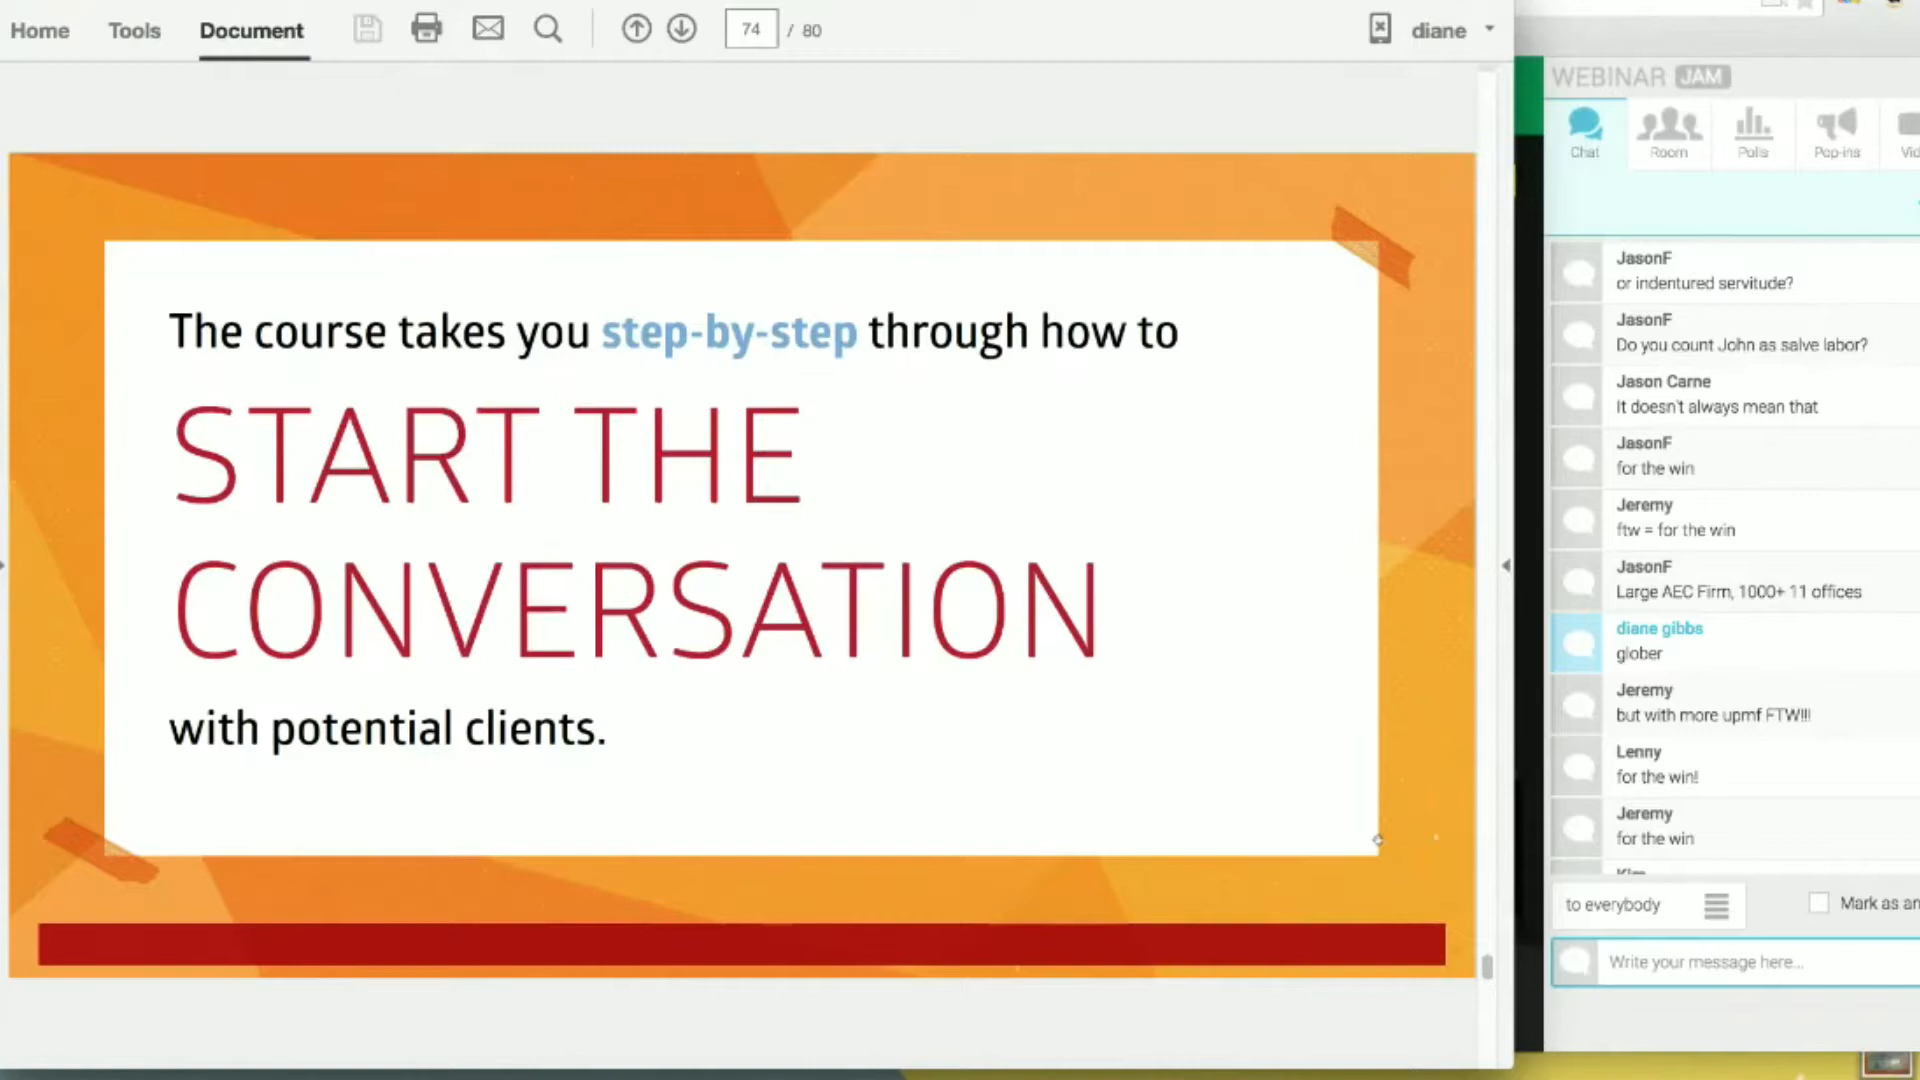 Home Tools Document 74 / 80 diane
The course takes you step-by-step through how to
START THE
CONVERSATION
with potential clients.
WEBINAR JAM
Chat Room Polls Pop-ins
JasonF
or indentured servitude?
JasonF
Do you count John as salve labor?
Jason Carne
It doesn't always mean that
JasonF
for the win
Jeremy
ftw = for the win
JasonF
Large AEC Firm, 1000+ 11 offices
diane gibbs
glober
Jeremy
but with more upmf FTW!!!
Lenny
for the win!
Jeremy
for the win
to everybody Mark as an
Write your message here...